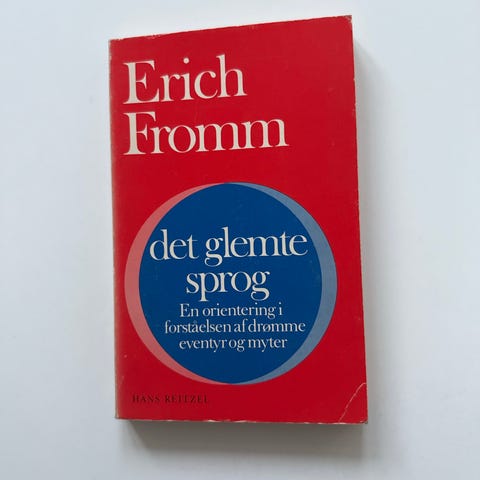 Erich
Fromm
det glemte
sprog
En orientering i
forståelsen af drømme
eventyr og myter
HANS REITZEL